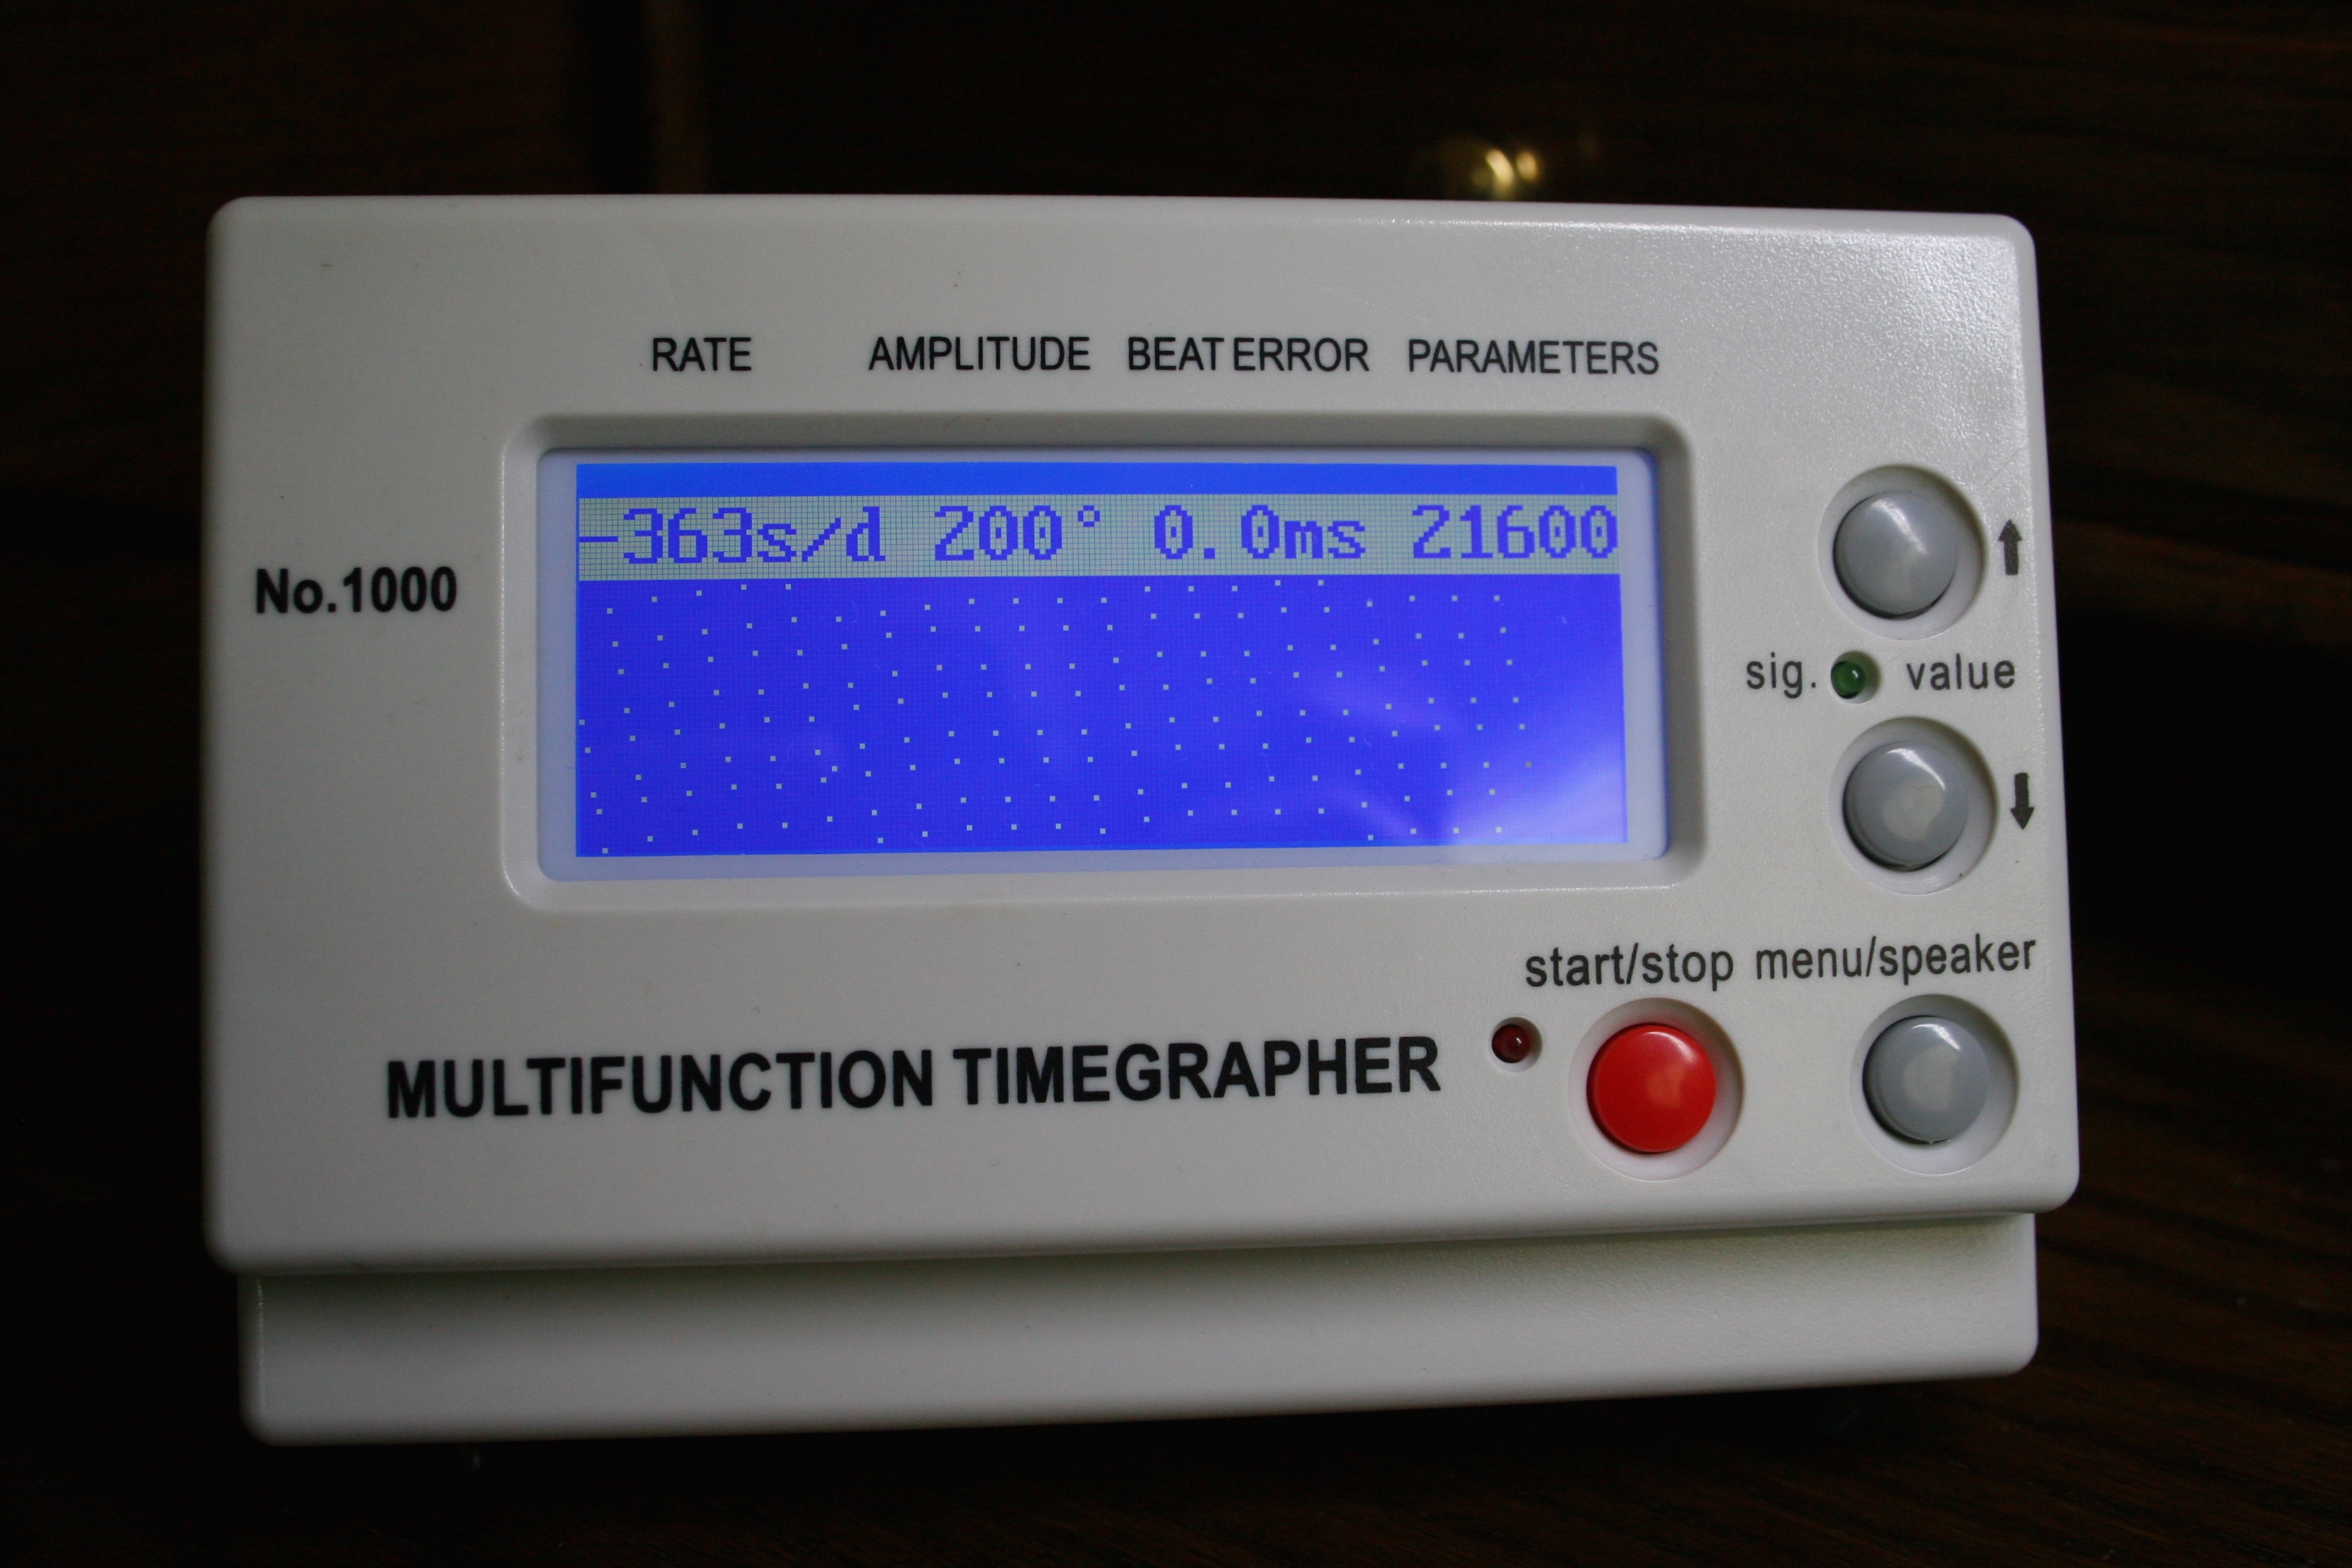 RATE AMPLITUDE BEAT ERROR PARAMETERS
-363s/d 200° 0.0ms 21600
No.1000
sig. value
start/stop menu/speaker
MULTIFUNCTION TIMEGRAPHER